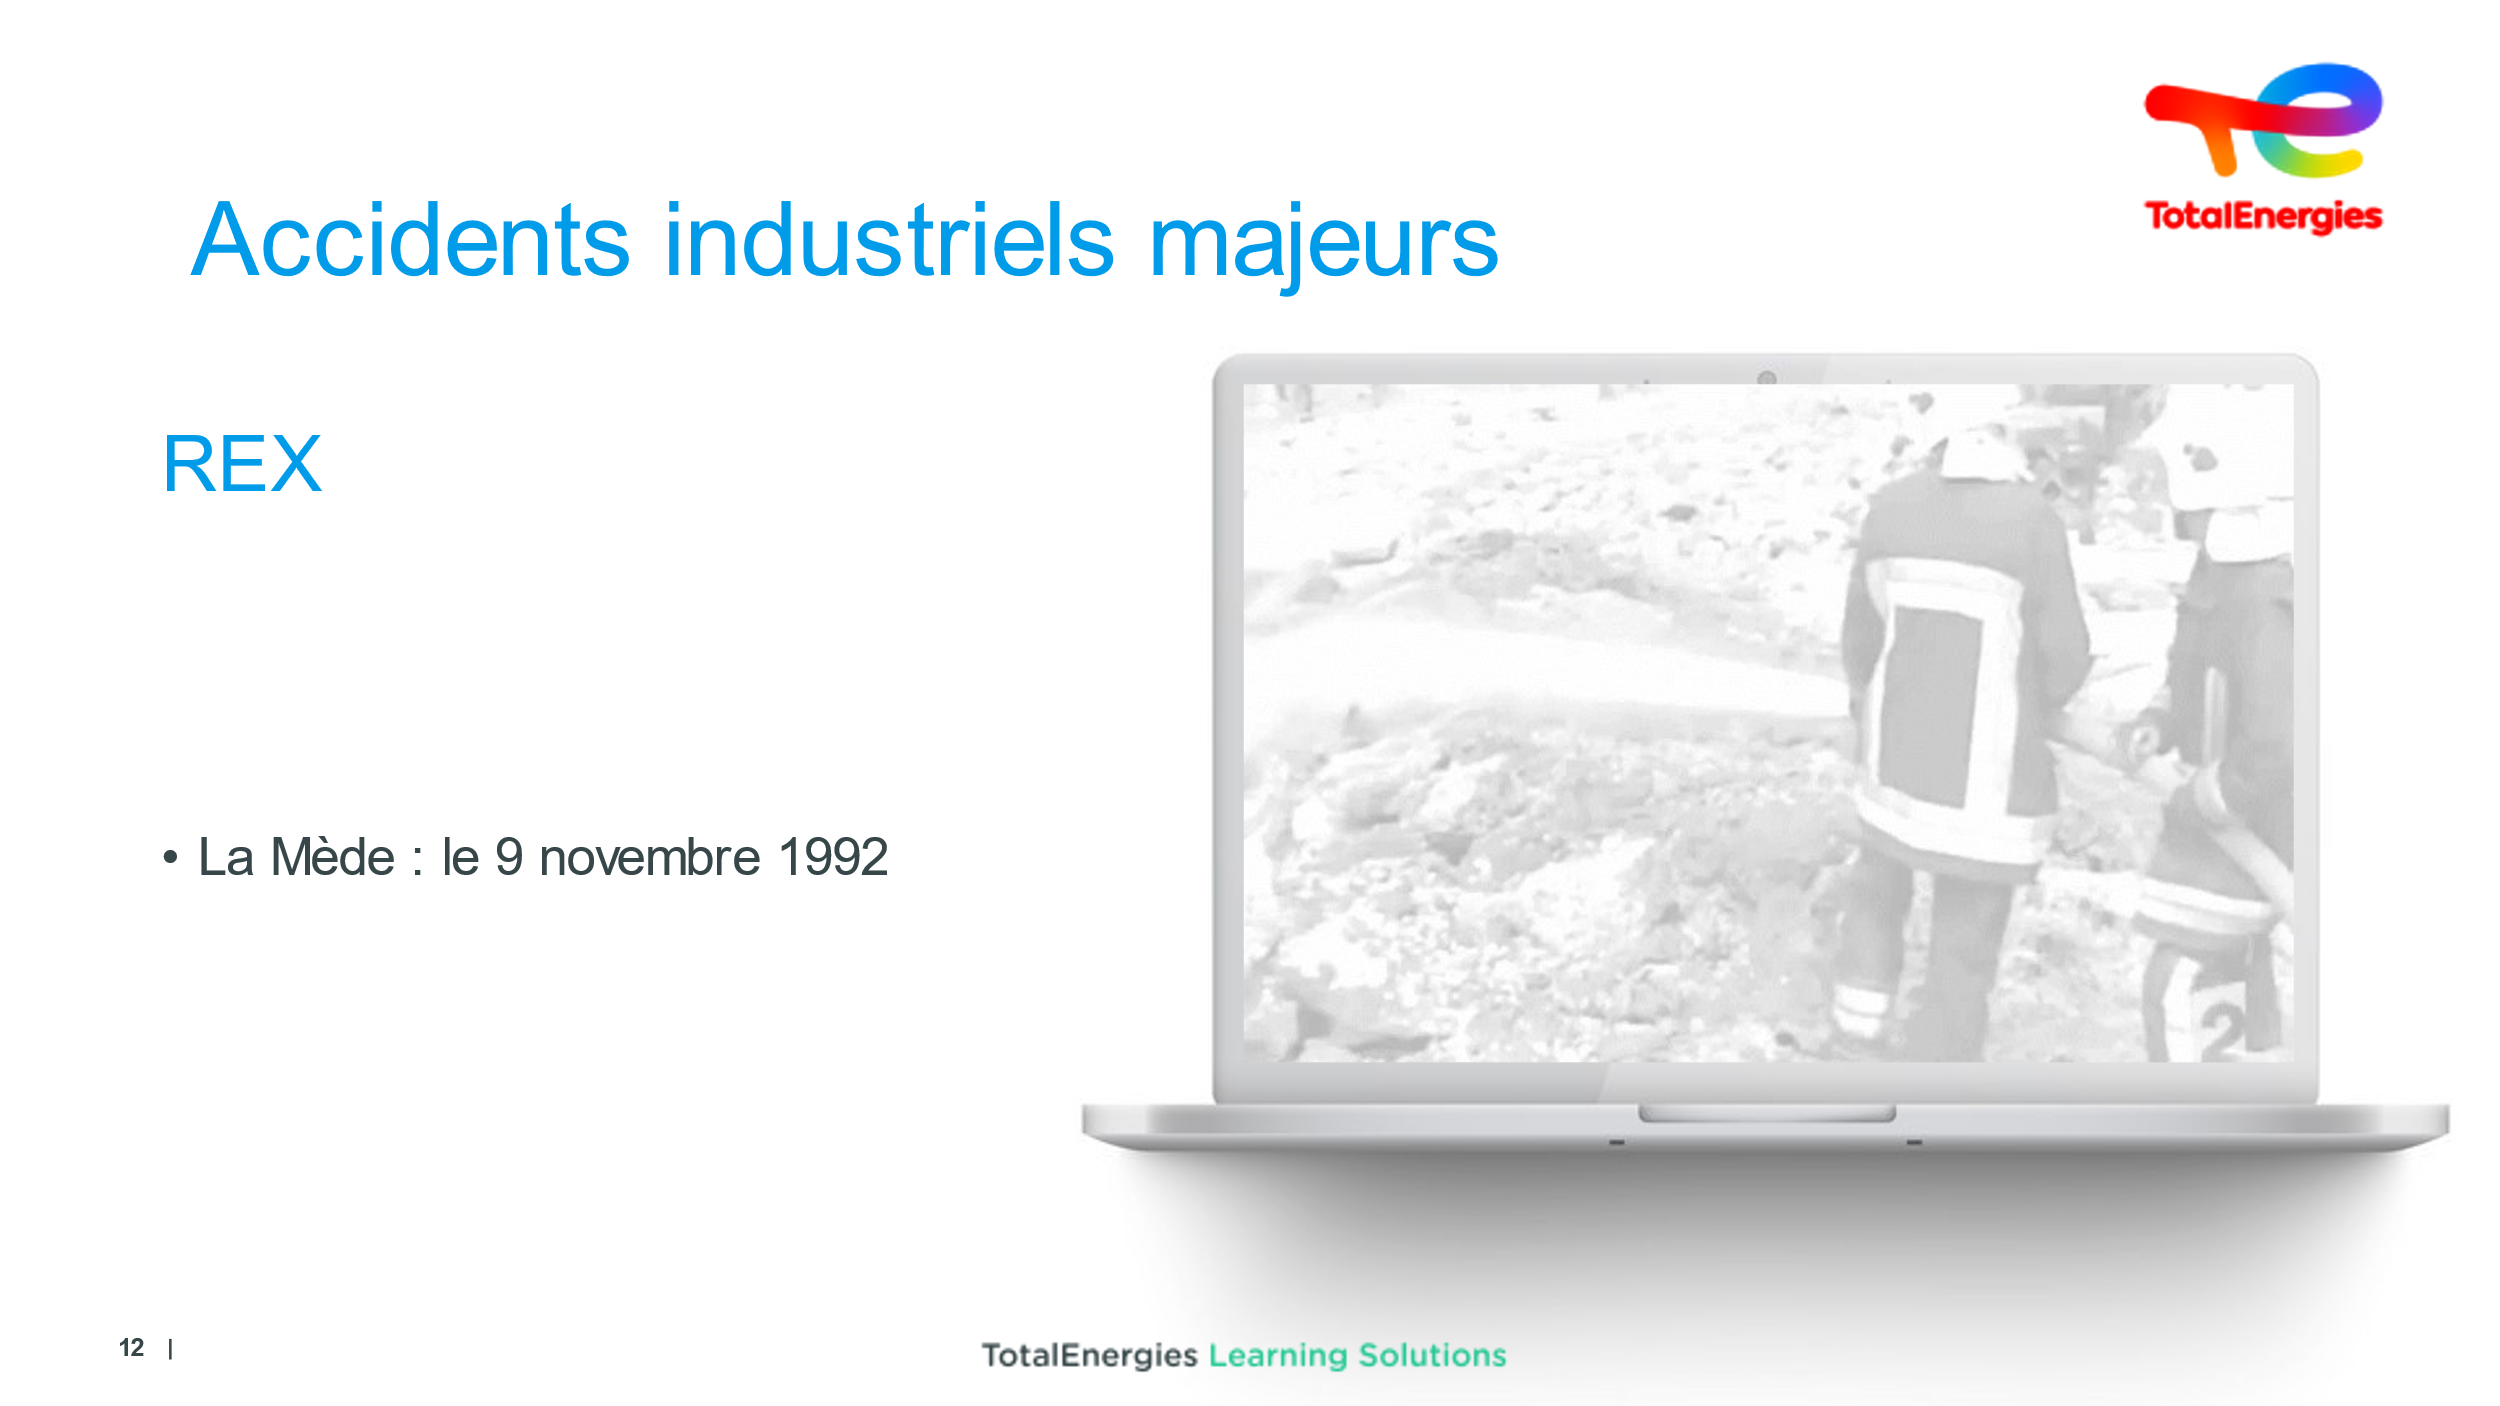 TotalEnergies
Accidents industriels majeurs
REX
• La Mède : le 9 novembre 1992
2
12 |
TotalEnergies Learning Solutions